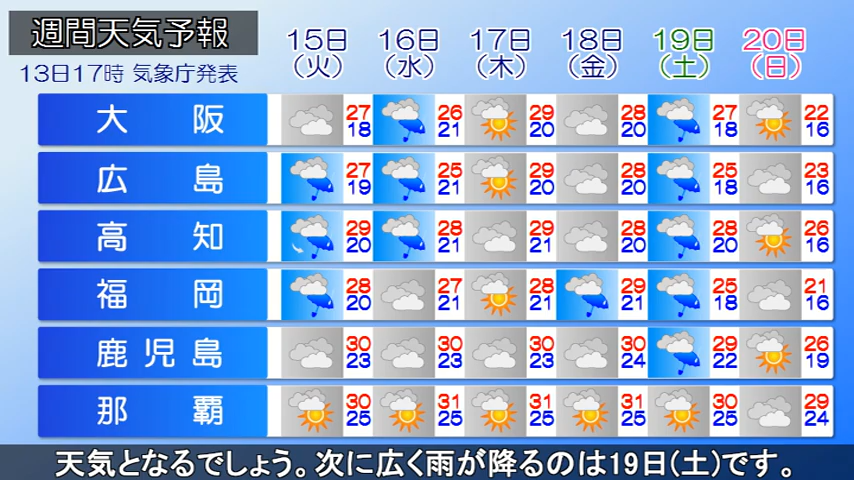 週間天気予報
13日17時 気象庁発表
15日 16日 17日 18日 19日 20日
(火) (水) (木) (金) (土) (日)
大阪 27 18 26 21 29 20 28 20 27 18 22 16
広島 27 19 25 21 29 20 28 20 25 18 23 16
高知 29 20 28 21 29 21 28 20 28 20 26 16
福岡 28 20 27 21 28 21 29 21 25 18 21 16
鹿児島 30 23 30 23 30 23 30 24 29 22 26 19
那覇 30 25 31 25 31 25 31 25 30 25 29 24
天気となるでしょう。次に広く雨が降るのは19日(土)です。